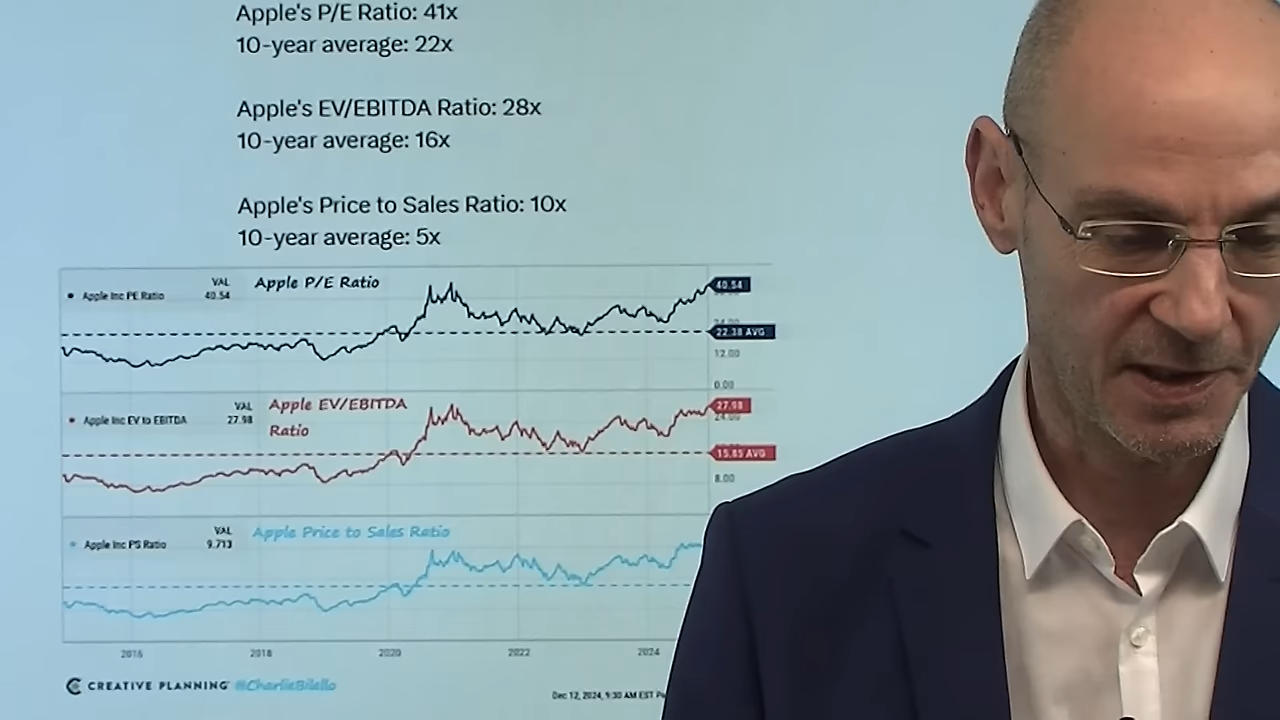 Apple's P/E Ratio: 41x
10-year average: 22x
Apple's EV/EBITDA Ratio: 28x
10-year average: 16x
Apple's Price to Sales Ratio: 10x
10-year average: 5x
VAL
Apple P/E Ratio
Apple Inc PE Ratio
40.54
40.54
22.38 AVG
12.00
0.00
VAL
Apple EV/EBITDA
Ratio
Apple Inc EV to EBITDA
27.98
27.98
24.00
15.85 AVG
8.00
VAL
Apple Price to Sales Ratio
Apple Inc PS Ratio
9.713
2016
2018
2020
2022
2024
CREATIVE PLANNING @CharlieBilello
Dec 12, 2024, 9:30 AM EST